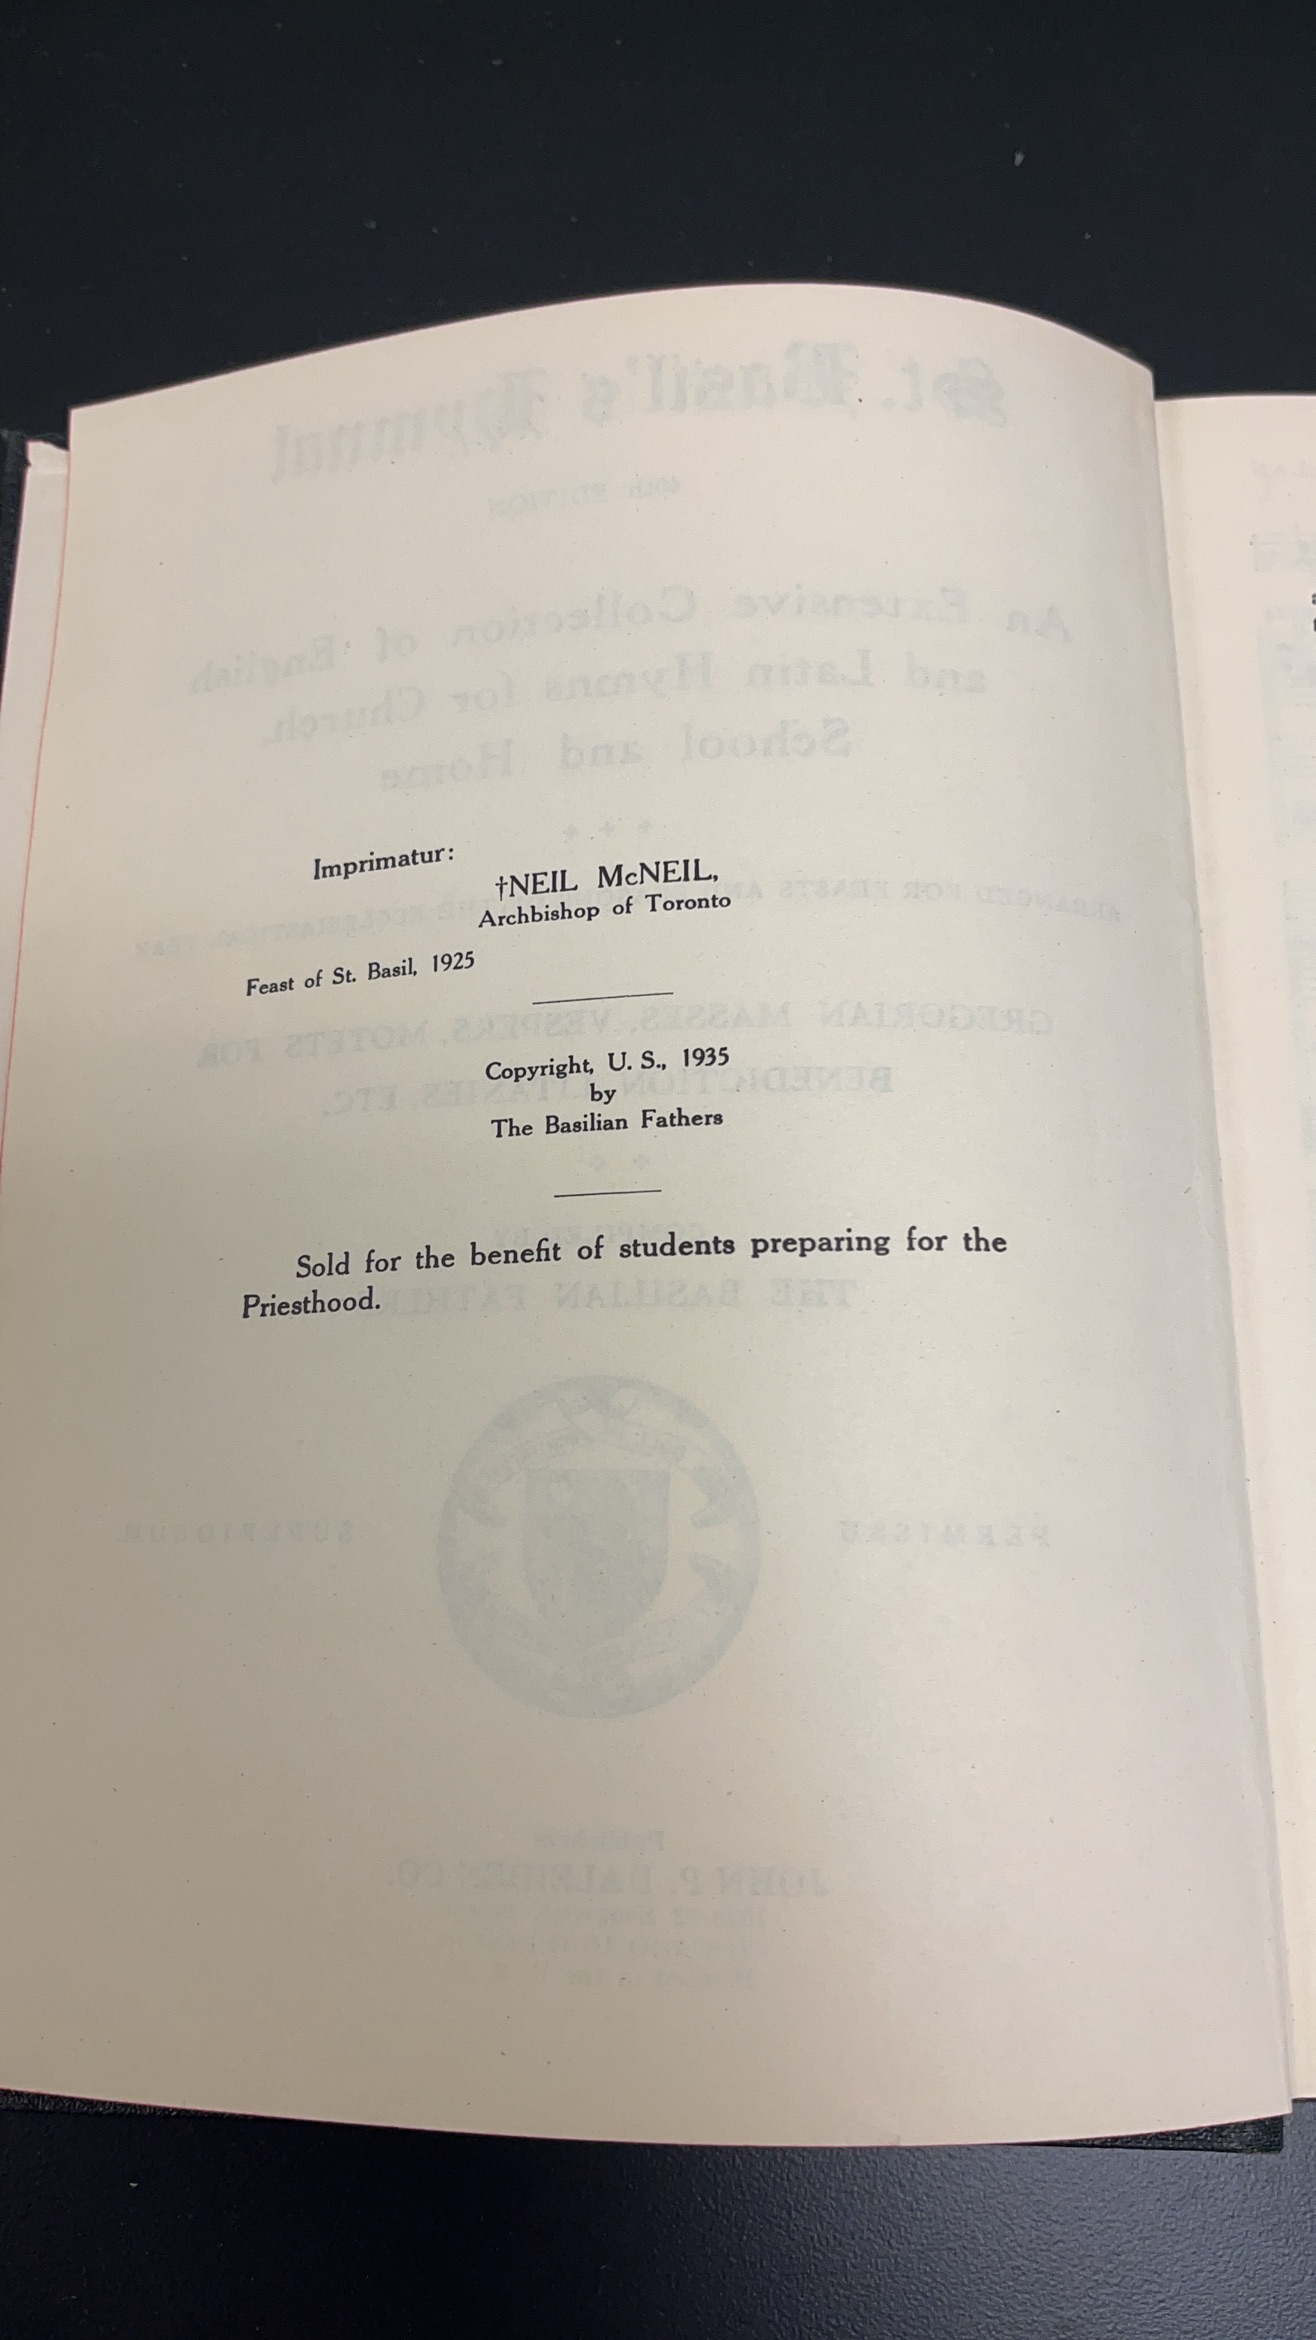 Imprimatur:
†NEIL McNEIL,
Archbishop of Toronto
Feast of St. Basil, 1925
Copyright, U. S., 1935
by
The Basilian Fathers
Sold for the benefit of students preparing for the
Priesthood.